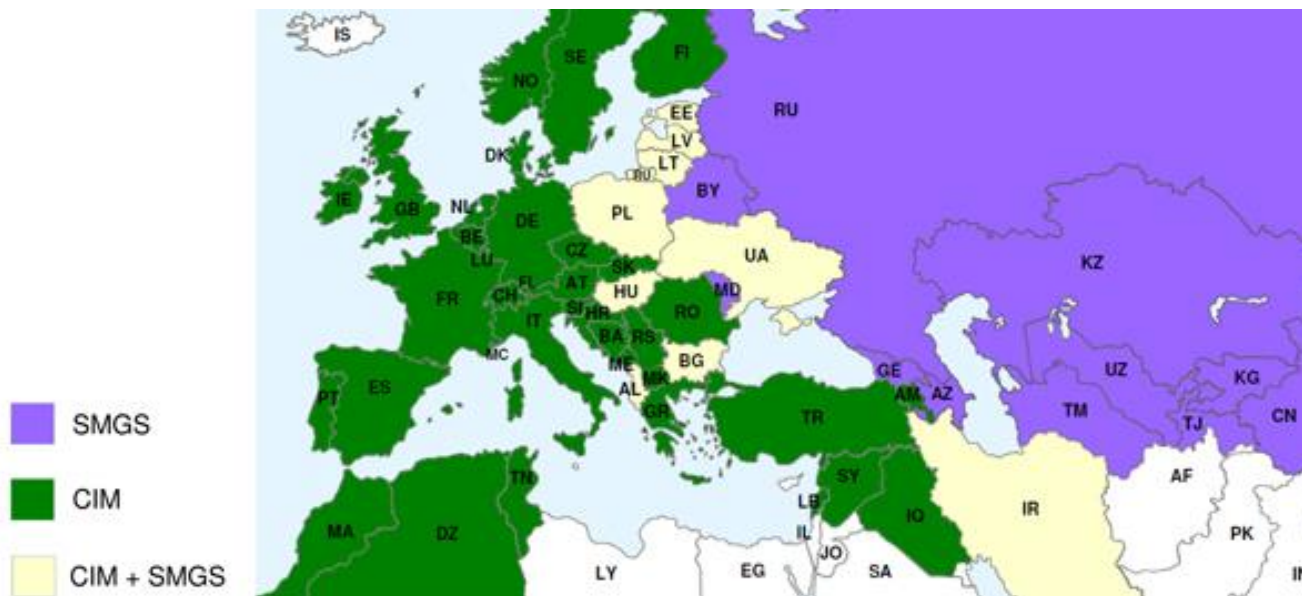 IS
SE
FI
NO
RU
EE
LV
DK
LT
RU
BY
IE
GB
NL
DE
PL
BE
UA
LU
CZ
SK
KZ
FL
AT
HU
MD
FR
CH
SI
HR
RO
IT
BA
RS
MC
ME
BG
GE
UZ
KG
PT
ES
AL
MK
AM
AZ
TM
TJ
CN
GR
TR
SMGS
TN
SY
AF
CIM
MA
DZ
LB
IQ
IR
IL
JO
PK
LY
EG
SA
CIM + SMGS